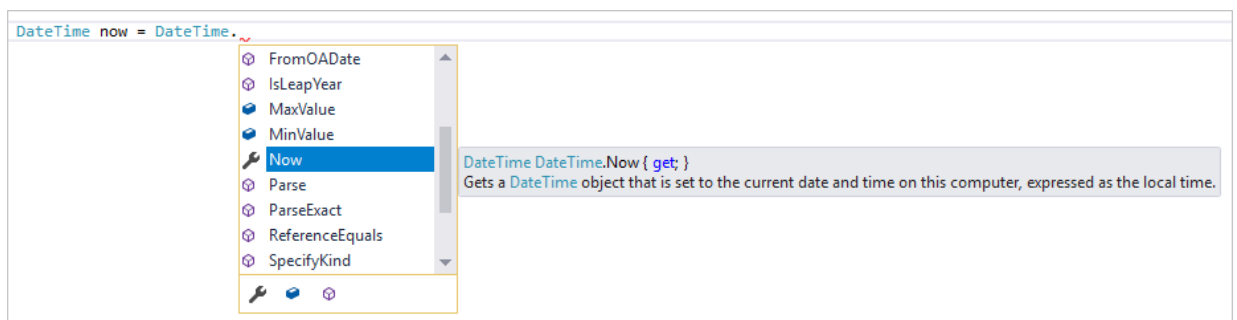 DateTime now = DateTime.
FromOADate
IsLeapYear
MaxValue
MinValue
Now
DateTime DateTime.Now { get; }
Gets a DateTime object that is set to the current date and time on this computer, expressed as the local time.
Parse
ParseExact
ReferenceEquals
SpecifyKind